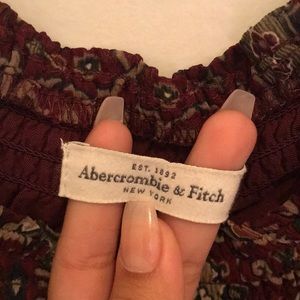 EST. 1892
Abercrombie & Fitch
NEW YORK